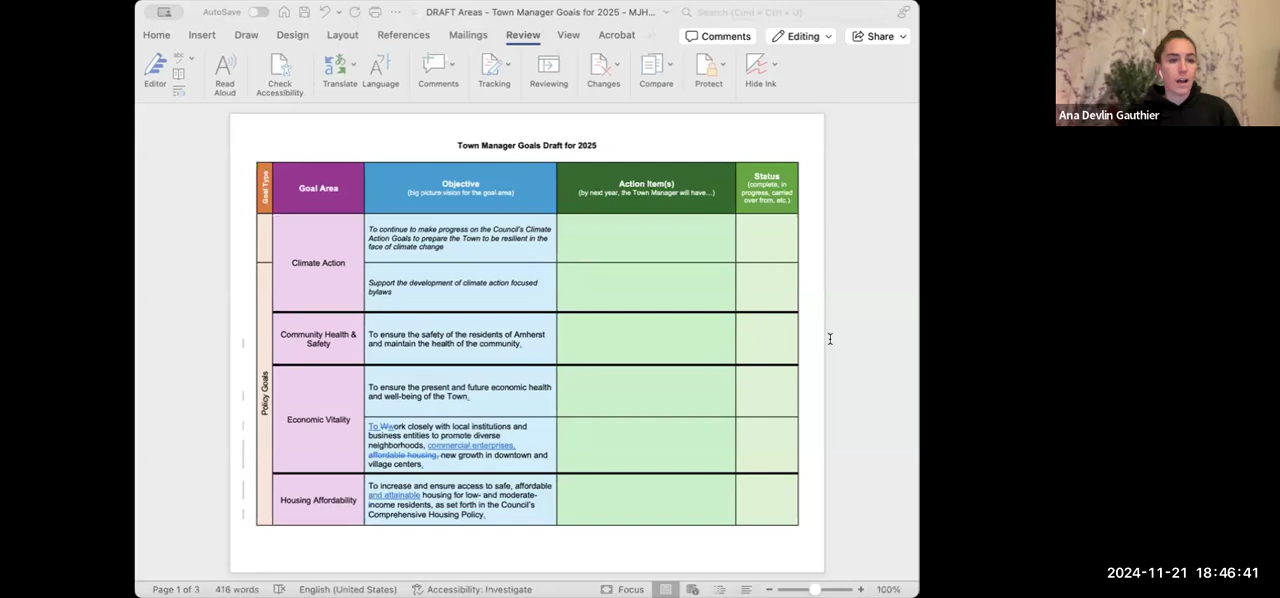 AutoSave
DRAFT Areas - Town Manager Goals for 2025 - MJH...
Search (Cmd + Ctrl + U)
Home Insert Draw Design Layout References Mailings Review View Acrobat
Comments Editing Share
Editor
Read Aloud
Check Accessibility
Translate Language
Comments
Tracking
Reviewing
Changes
Compare
Protect
Hide Ink
Ana Devlin Gauthier
Town Manager Goals Draft for 2025
Goal Type
Goal Area
Objective
(big picture vision for the goal area)
Action Item(s)
(by next year, the Town Manager will have…)
Status
(complete, in
progress, carried
over from, etc.)
Climate Action
To continue to make progress on the Council's Climate
Action Goals to prepare the Town to be resilient in the
face of climate change
Support the development of climate action focused
bylaws
Policy Goals
Community Health &
Safety
To ensure the safety of the residents of Amherst
and maintain the health of the community.
Economic Vitality
To ensure the present and future economic health
and well-being of the Town.
To Wwork closely with local institutions and
business entities to promote diverse
neighborhoods, commercial enterprises,
affordable housing, new growth in downtown and
village centers.
Housing Affordability
To increase and ensure access to safe, affordable
and attainable housing for low- and moderate-
income residents, as set forth in the Council's
Comprehensive Housing Policy.
Page 1 of 3 416 words English (United States) Accessibility: Investigate Focus 100%
2024-11-21 18:46:41